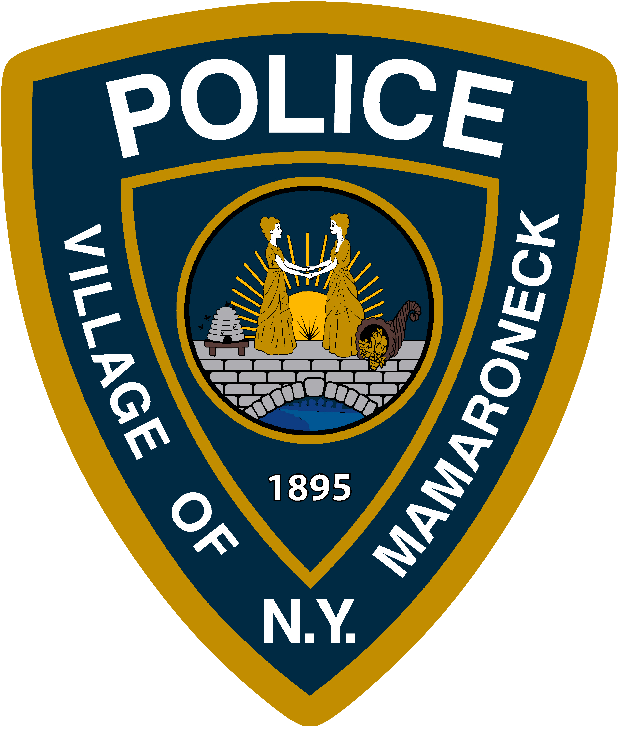 POLICE
VILLAGE OF MAMARONECK
1895
N.Y.